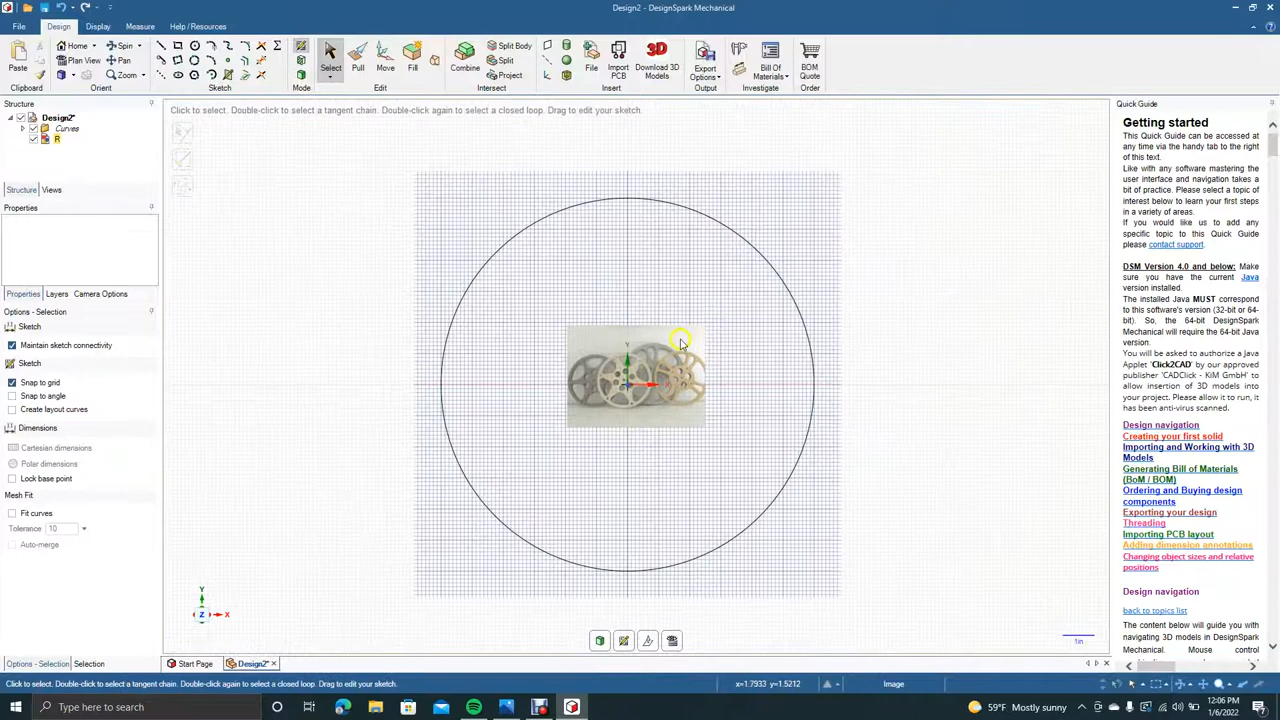 Design2 - DesignSpark Mechanical
File
Design
Display
Measure
Help / Resources
Paste
Home
Spin
Plan View
Pan
Zoom
Select
Pull
Move
Fill
Combine
Split Body
Split
Project
File
Import PCB
Download 3D Models
3D
Export Options
Bill Of Materials
BOM Quote
Clipboard
Orient
Sketch
Mode
Edit
Intersect
Insert
Output
Investigate
Order
Structure
Design2*
Curves
R
Structure
Views
Properties
Properties
Layers
Camera Options
Options - Selection
Sketch
Maintain sketch connectivity
Sketch
Snap to grid
Snap to angle
Create layout curves
Dimensions
Cartesian dimensions
Polar dimensions
Lock base point
Mesh Fit
Fit curves
Tolerance: 10
Auto-merge
Options - Selection
Selection
Click to select. Double-click to select a tangent chain. Double-click again to select a closed loop. Drag to edit your sketch.
Y
X
Y
Z
X
1in
Start Page
Design2*
Quick Guide
Getting started
This Quick Guide can be accessed at
any time via the handy tab to the right
of this text.
Like with any software mastering the
user interface and navigation takes a
bit of practice. Please select a topic of
interest below to learn your first steps
in a variety of areas.
If you would like us to add any
specific topic to this Quick Guide
please contact support.
DSM Version 4.0 and below: Make
sure you have the current Java
version installed.
The installed Java MUST correspond
to this software's version (32-bit or 64-
bit). So, the 64-bit DesignSpark
Mechanical will require the 64-bit Java
version.
You will be asked to authorize a Java
Applet 'Click2CAD' by our approved
publisher 'CADClick - KiM GmbH' to
allow insertion of 3D models into
your project. Please allow it to run, it
has been anti-virus scanned.
Design navigation
Creating your first solid
Importing and Working with 3D
Models
Generating Bill of Materials
(BoM / BOM)
Ordering and Buying design
components
Exporting your design
Threading
Importing PCB layout
Adding dimension annotations
Changing object sizes and relative
positions
Design navigation
back to topics list
The content below will guide you with
navigating 3D models in DesignSpark
Mechanical. Mouse control
Click to select. Double-click to select a tangent chain. Double-click again to select a closed loop. Drag to edit your sketch.
x=1.7933 y=1.5212
Image
Type here to search
59°F Mostly sunny
12:06 PM
1/6/2022